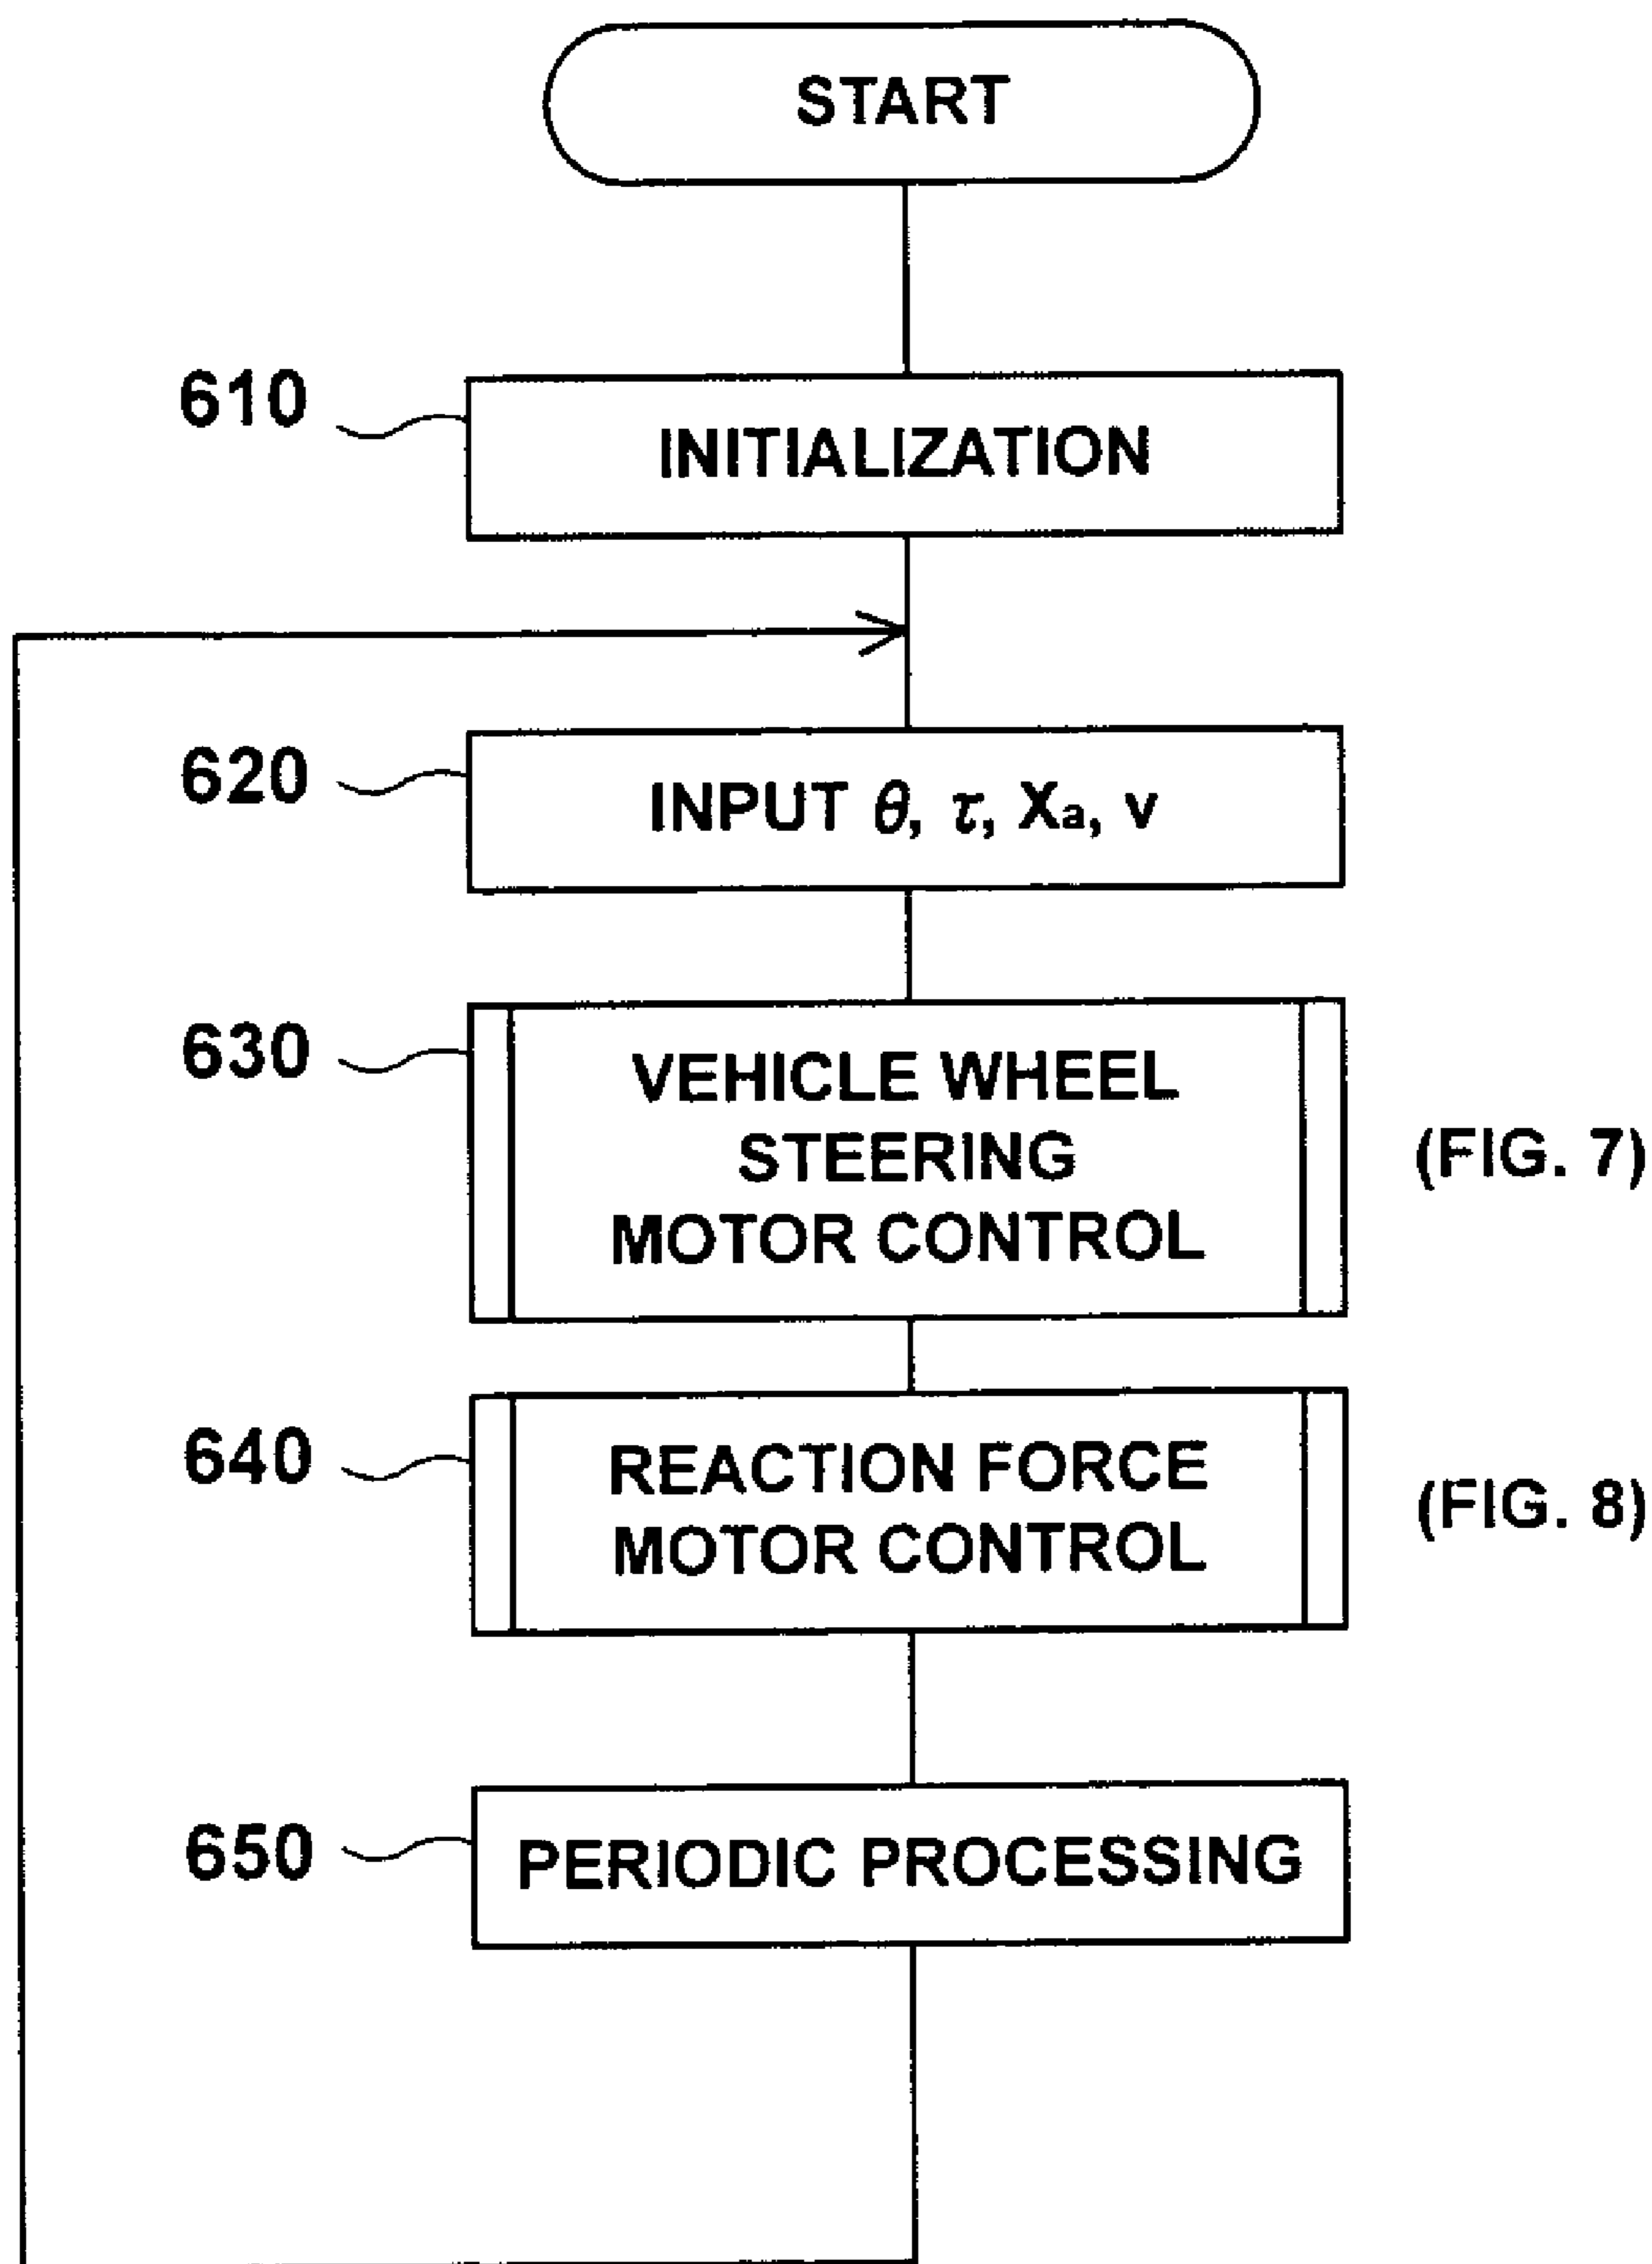 START
610
INITIALIZATION
620
INPUT θ, τ, Xa, v
630
VEHICLE WHEEL
STEERING
MOTOR CONTROL
(FIG. 7)
640
REACTION FORCE
MOTOR CONTROL
(FIG. 8)
650
PERIODIC PROCESSING